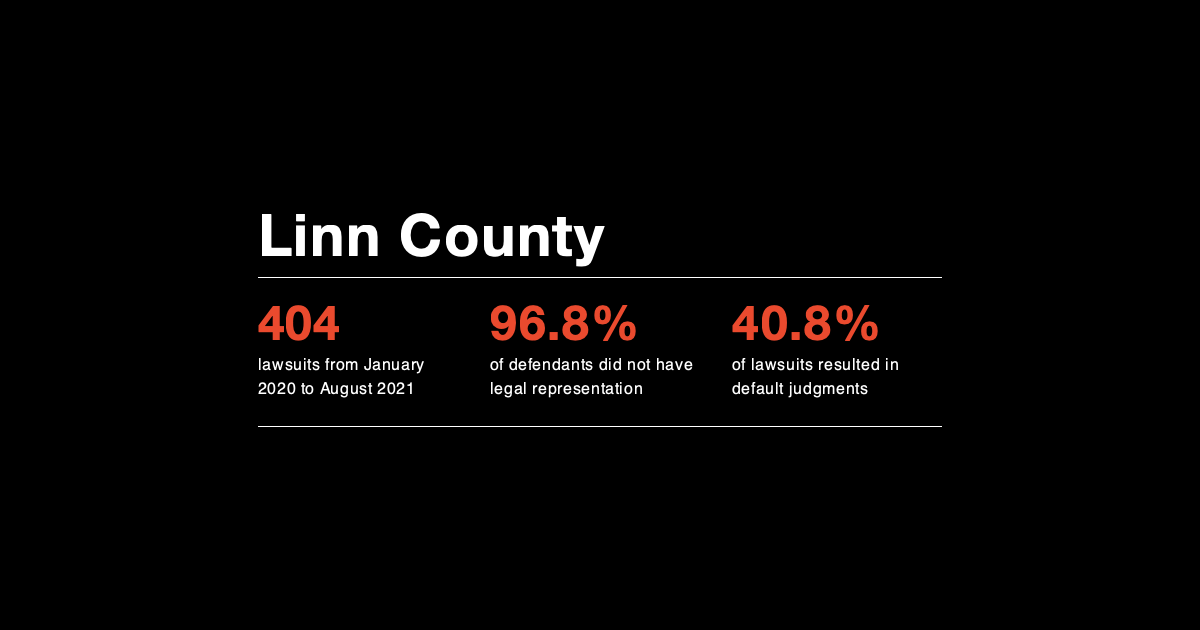 Linn County
404
lawsuits from January
2020 to August 2021
96.8%
of defendants did not have
legal representation
40.8%
of lawsuits resulted in
default judgments